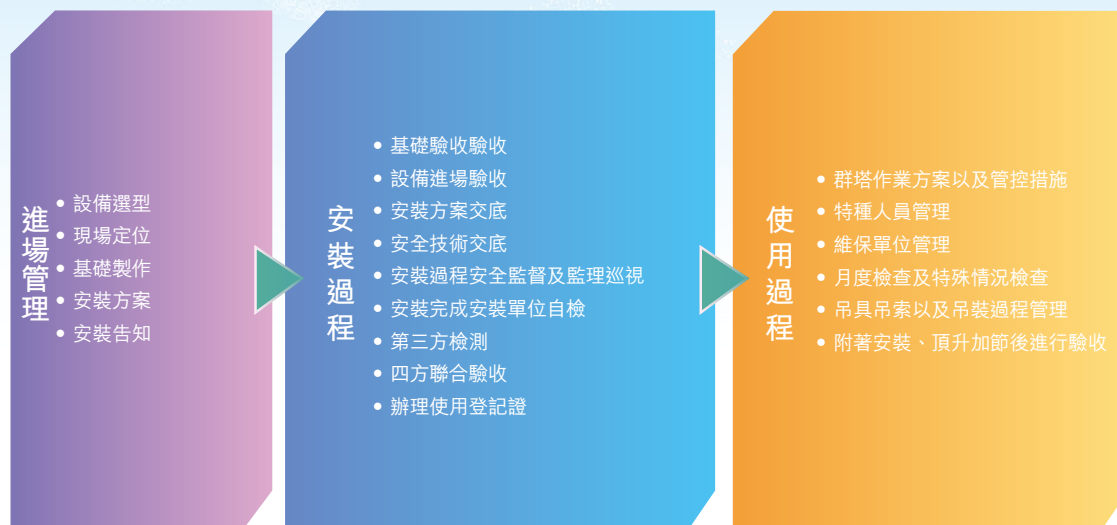 進場管理
• 設備選型
• 現場定位
• 基礎製作
• 安裝方案
• 安裝告知
安裝過程
• 基礎驗收驗收
• 設備進場驗收
• 安裝方案交底
• 安全技術交底
• 安裝過程安全監督及監理巡視
• 安裝完成安裝單位自檢
• 第三方檢測
• 四方聯合驗收
• 辦理使用登記證
使用過程
• 群塔作業方案以及管控措施
• 特種人員管理
• 維保單位管理
• 月度檢查及特殊情況檢查
• 吊具吊索以及吊裝過程管理
• 附著安裝、頂升加節後進行驗收